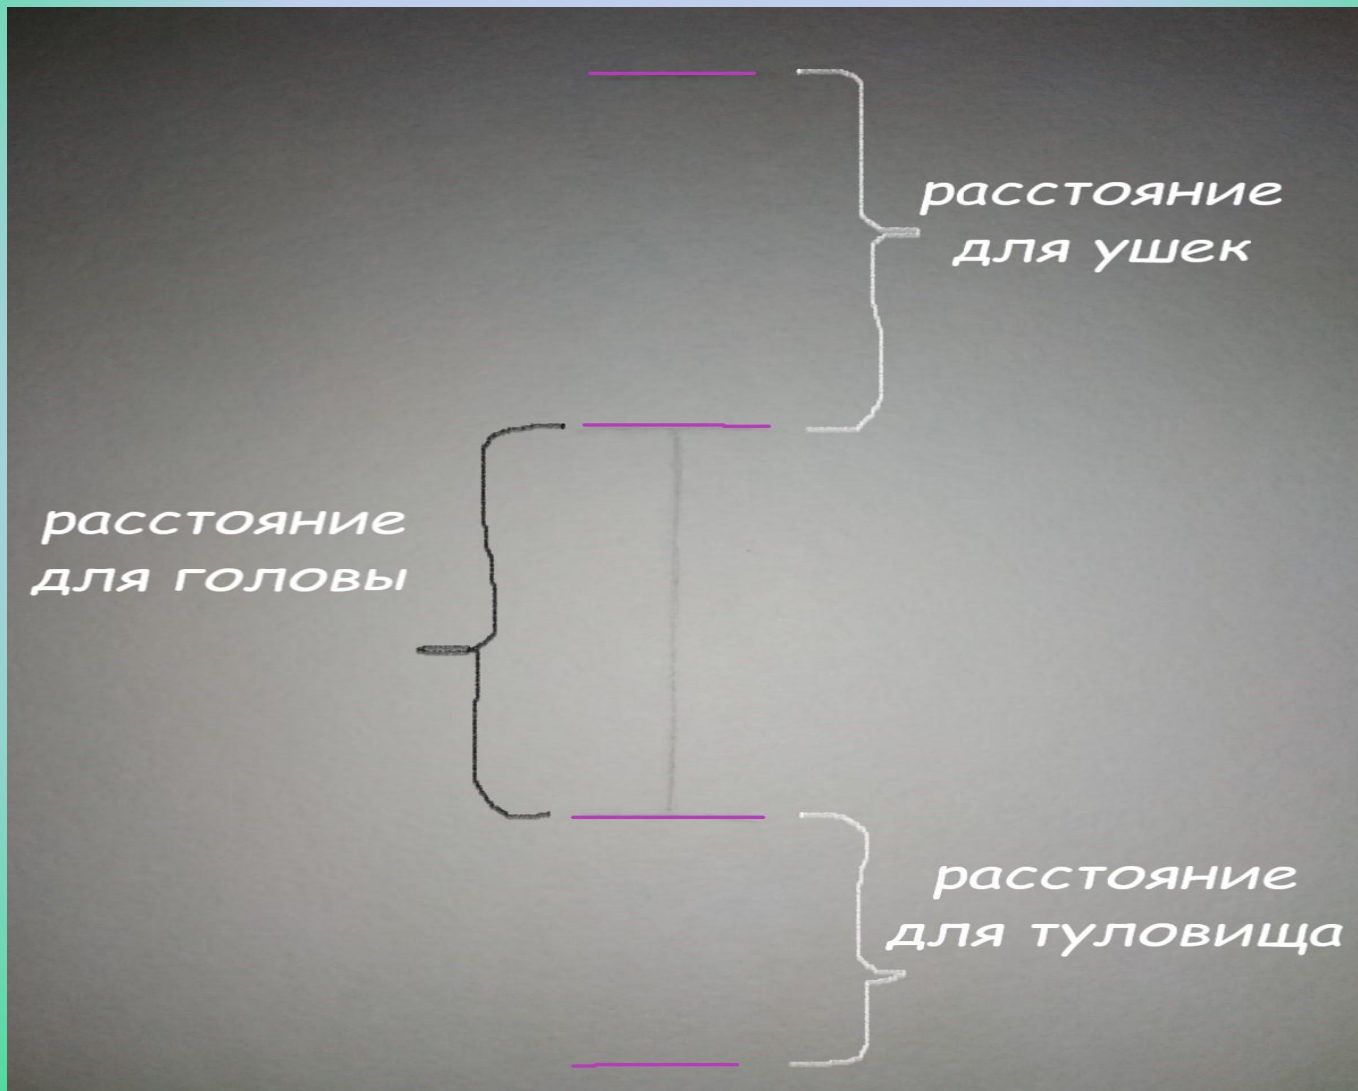 расстояние
для ушек
расстояние
для головы
расстояние
для туловища